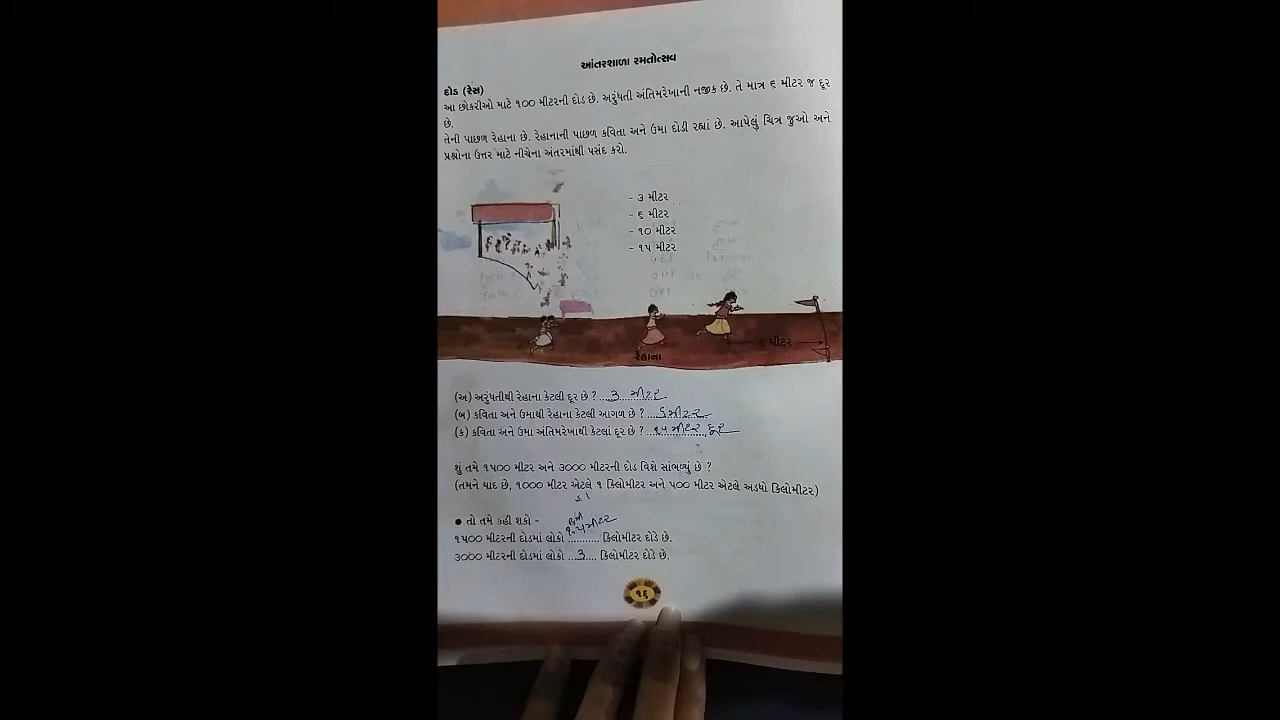 આંતરશાળા રમતોત્સવ
દોડ (રેસ)
આ છોકરીઓ માટે ૧૦૦ મીટરની દોડ છે. અરુંધતી અંતિમરેખાની નજીક છે. તે માત્ર ૬ મીટર જ દૂર
છે.
તેની પાછળ રેહાના છે. રેહાનાની પાછળ કવિતા અને ઉમા દોડી રહ્યાં છે. આપેલું ચિત્ર જુઓ અને
પ્રશ્નોના ઉત્તર માટે નીચેના અંતરમાંથી પસંદ કરો.
- ૩ મીટર
- ૬ મીટર
- ૧૦ મીટર
- ૧૫ મીટર
૬ મીટર
રેહાના
(અ) અરુંધતીથી રેહાના કેટલી દૂર છે ? ...૩ મીટર
(બ) કવિતા અને ઉમાથી રેહાના કેટલી આગળ છે ? ...૬ મીટર
(ક) કવિતા અને ઉમા અંતિમરેખાથી કેટલાં દૂર છે ? ...૧૫ મીટર દૂર
શું તમે ૧૫૦૦ મીટર અને ૩૦૦૦ મીટરની દોડ વિશે સાંભળ્યું છે ?
(તમને યાદ છે, ૧૦૦૦ મીટર એટલે ૧ કિલોમીટર અને ૫૦૦ મીટર એટલે અડધો કિલોમીટર)
● તો તમે કહી શકો -
૧.૫ મીટર
૧૫૦૦ મીટરની દોડમાં લોકો ........... કિલોમીટર દોડે છે.
૩૦૦૦ મીટરની દોડમાં લોકો ...૩.... કિલોમીટર દોડે છે.
૧૬